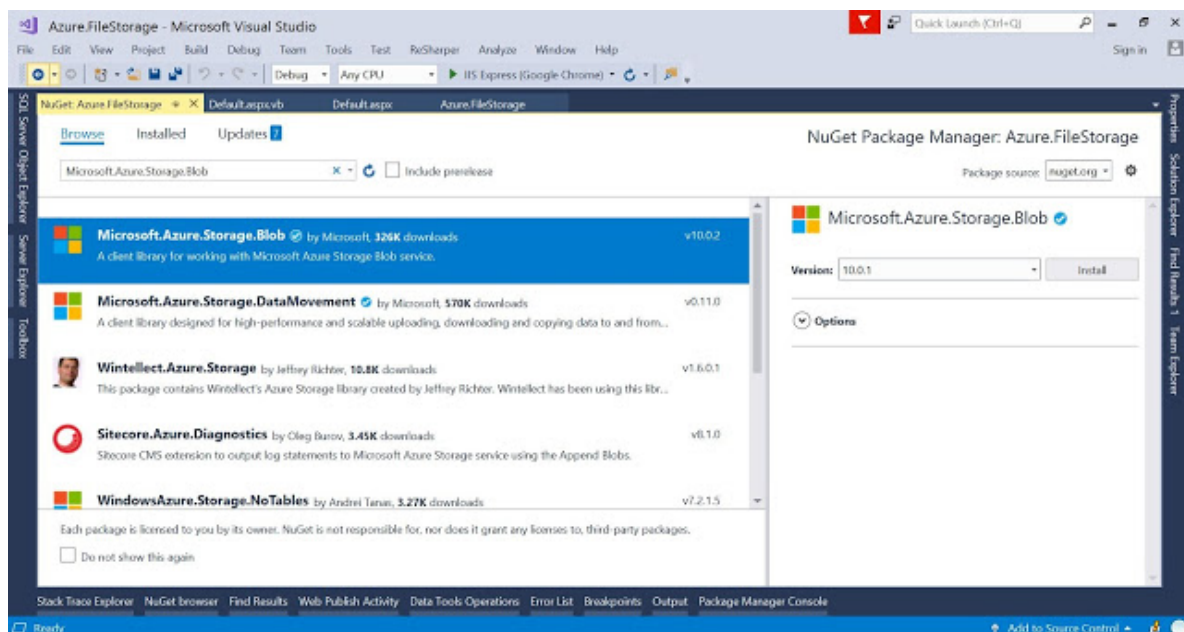 Azure.FileStorage - Microsoft Visual Studio
Quick Launch (Ctrl+Q)
File Edit View Project Build Debug Team Tools Test ReSharper Analyze Window Help
Sign in
Debug Any CPU IIS Express (Google Chrome)
NuGet: Azure.FileStorage Default.aspx.vb Default.aspx Azure.FileStorage
Browse Installed Updates 7
NuGet Package Manager: Azure.FileStorage
Microsoft.Azure.Storage.Blob Include prerelease
Package source: nuget.org
Microsoft.Azure.Storage.Blob by Microsoft, 326K downloads v10.0.2
A client library for working with Microsoft Azure Storage Blob service.
Microsoft.Azure.Storage.DataMovement by Microsoft, 570K downloads v0.11.0
A client library designed for high-performance and scalable uploading, downloading and copying data to and from...
Wintellect.Azure.Storage by Jeffrey Richter, 10.8K downloads v1.6.0.1
This package contains Wintellect's Azure Storage library created by Jeffrey Richter. Wintellect has been using this libr...
Sitecore.Azure.Diagnostics by Oleg Burov, 3.45K downloads
Sitecore CMS extension to output log statements to Microsoft Azure Storage service using the Append Blobs.
WindowsAzure.Storage.NoTables by Andrei Taras, 3.27K downloads v7.2.1.5
Each package is licensed to you by its owner. NuGet is not responsible for, nor does it grant any licenses to, third-party packages.
Do not show this again
Microsoft.Azure.Storage.Blob
Version: 10.0.1 Install
Options
SQL Server Object Explorer Server Explorer Toolbox
Properties Solution Explorer Find Results 1 Team Explorer
Stack Trace Explorer NuGet browser Find Results Web Publish Activity Data Tools Operations Error List Breakpoints Output Package Manager Console
Ready
Add to Source Control